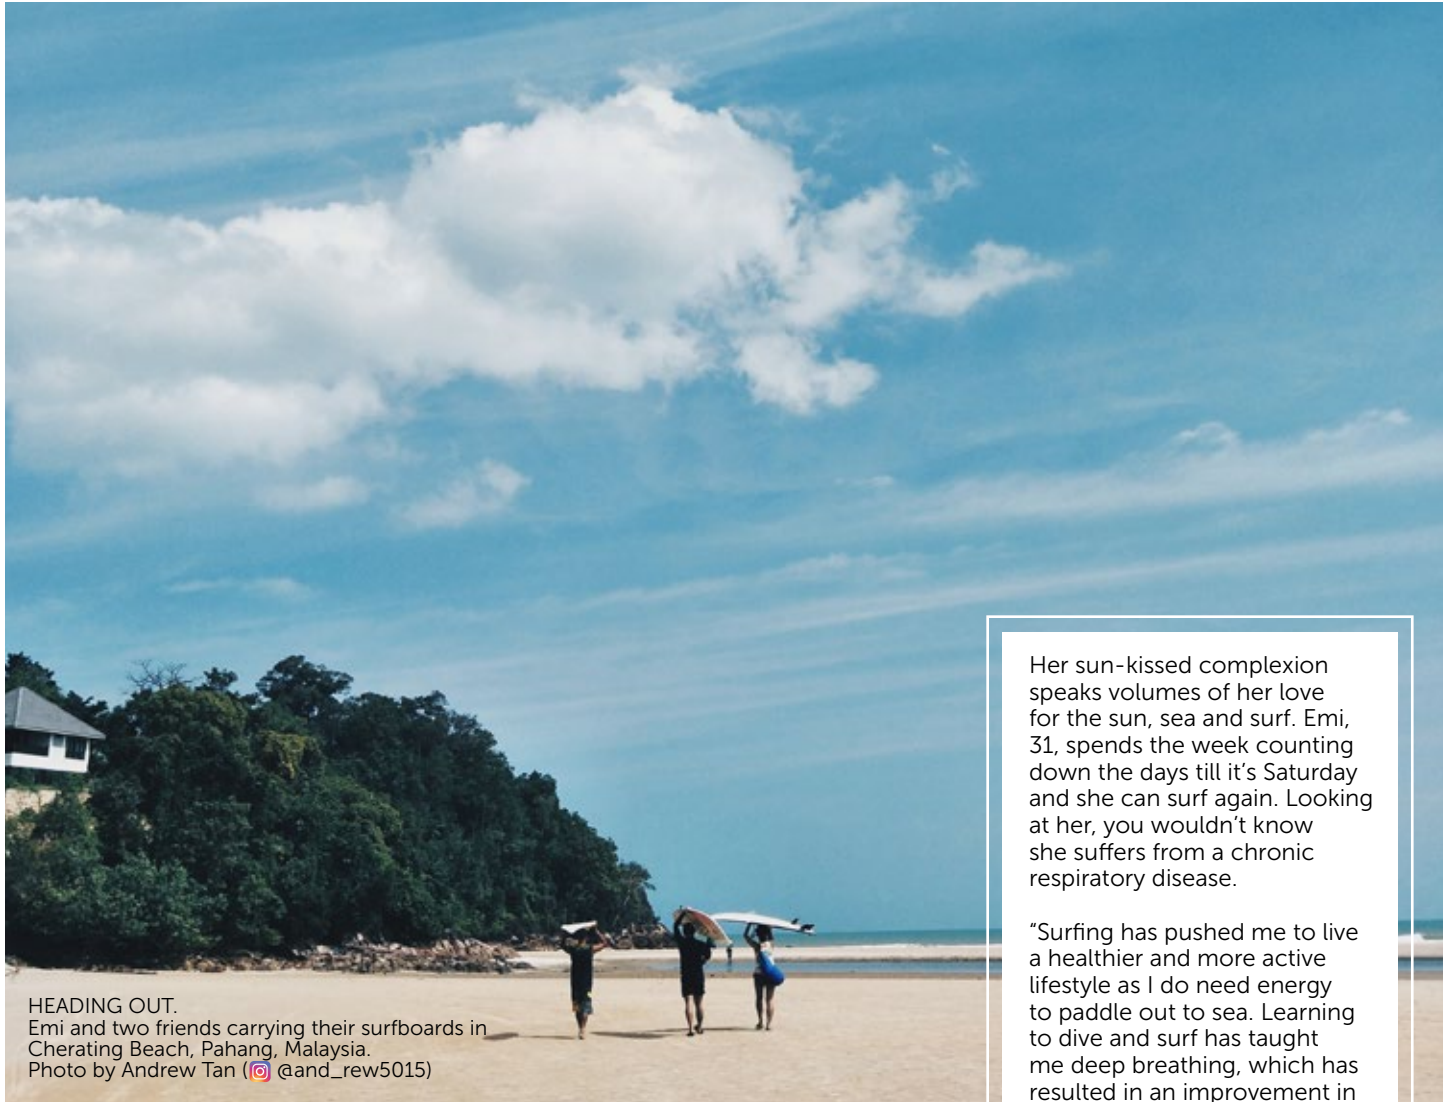 Her sun-kissed complexion
speaks volumes of her love
for the sun, sea and surf. Emi,
31, spends the week counting
down the days till it's Saturday
and she can surf again. Looking
at her, you wouldn't know
she suffers from a chronic
respiratory disease.
“Surfing has pushed me to live
a healthier and more active
lifestyle as I do need energy
to paddle out to sea. Learning
to dive and surf has taught
me deep breathing, which has
resulted in an improvement in
HEADING OUT.
Emi and two friends carrying their surfboards in
Cherating Beach, Pahang, Malaysia.
Photo by Andrew Tan ( @and_rew5015)